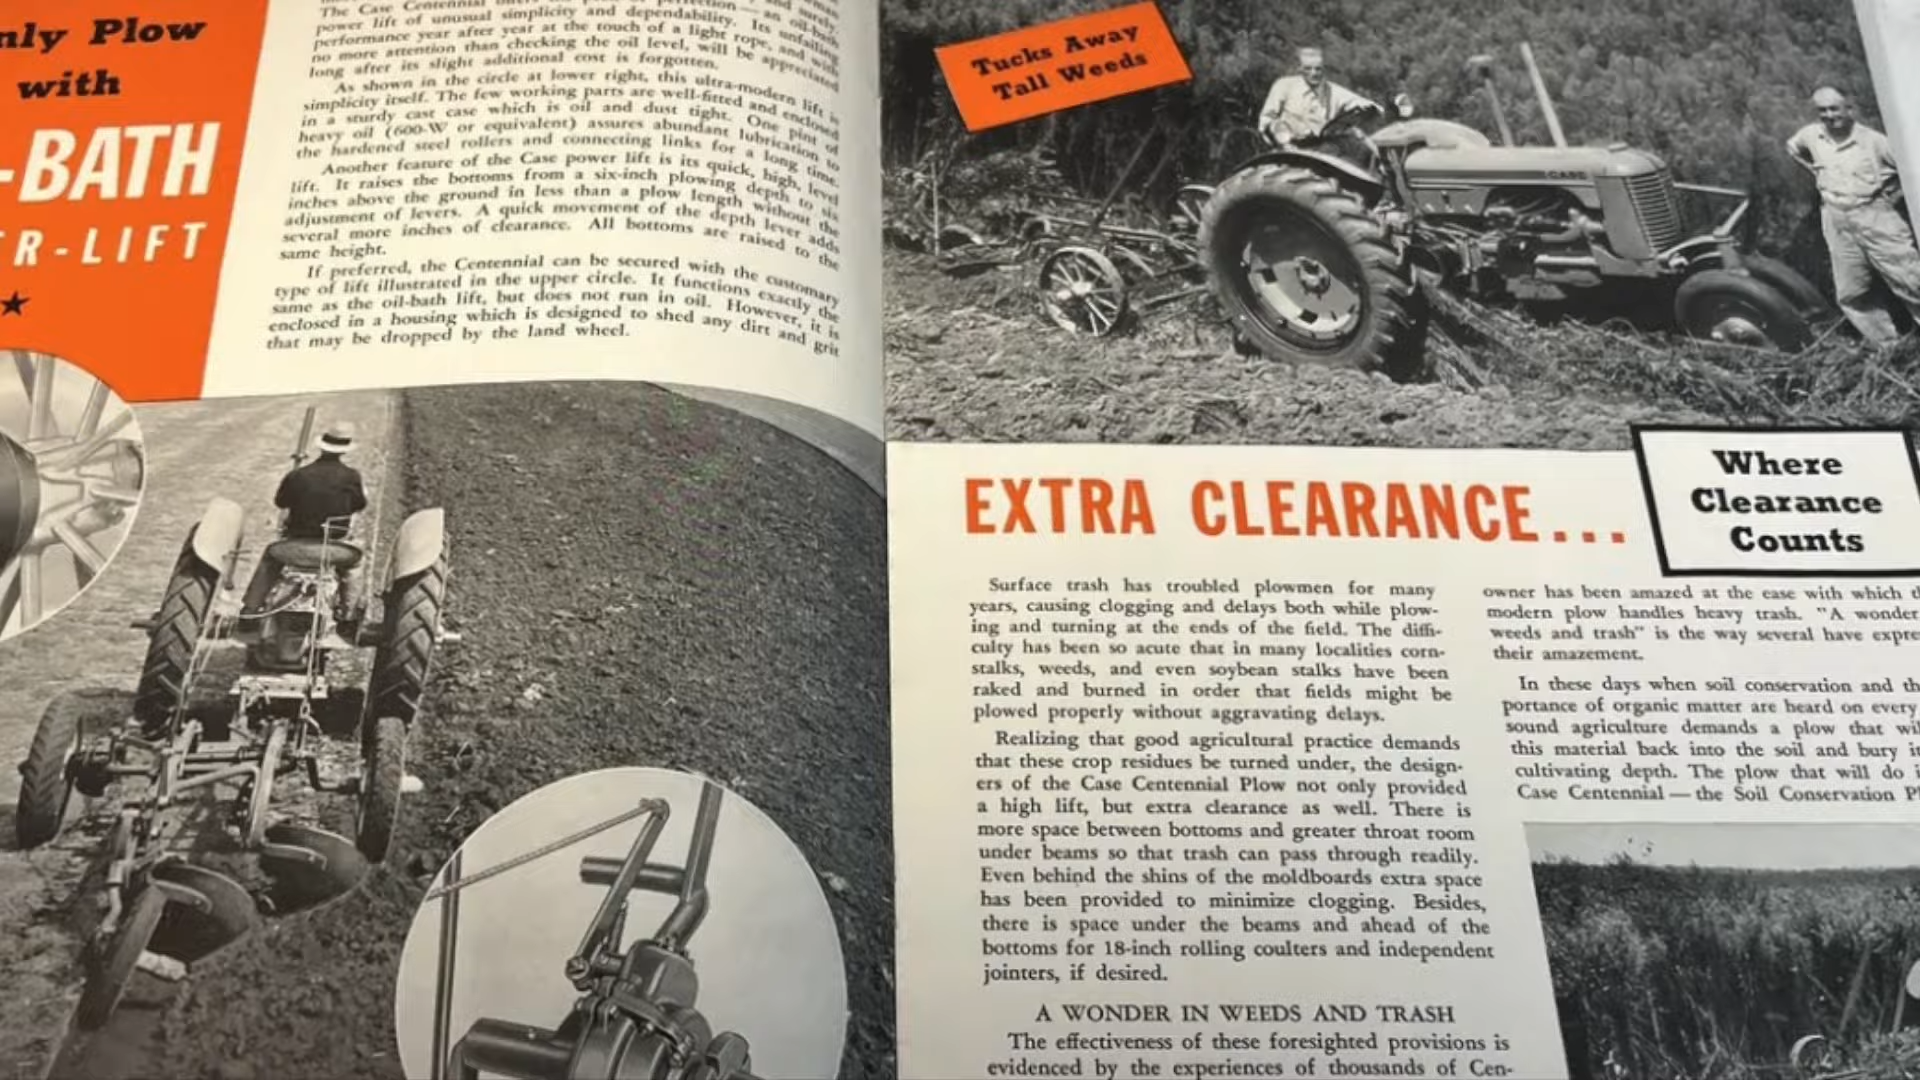 nly Plow
with
-BATH
R-LIFT
The Case Centennial offers the perfection — an oil-bath
power lift of unusual simplicity and dependability. Its unfailing
performance year after year at the touch of a light rope, and with
no more attention than checking the oil level, will be appreciated
long after its slight additional cost is forgotten.
As shown in the circle at lower right, this ultra-modern lift is
simplicity itself. The few working parts are well-fitted and enclosed
in a sturdy cast case which is oil and dust tight. One pint of
heavy oil (600-W or equivalent) assures abundant lubrication to
the hardened steel rollers and connecting links for a long time.
Another feature of the Case power lift is its quick, high, level
lift. It raises the bottoms from a six-inch plowing depth to six
inches above the ground in less than a plow length without the
adjustment of levers. A quick movement of the depth lever adds
several more inches of clearance. All bottoms are raised to the
same height.
If preferred, the Centennial can be secured with the customary
type of lift illustrated in the upper circle. It functions exactly the
same as the oil-bath lift, but does not run in oil. However, it is
enclosed in a housing which is designed to shed any dirt and grit
that may be dropped by the land wheel.
Tucks Away
Tall Weeds
CASE
Where
Clearance
Counts
EXTRA CLEARANCE...
Surface trash has troubled plowmen for many
years, causing clogging and delays both while plow-
ing and turning at the ends of the field. The diffi-
culty has been so acute that in many localities corn-
stalks, weeds, and even soybean stalks have been
raked and burned in order that fields might be
plowed properly without aggravating delays.
Realizing that good agricultural practice demands
that these crop residues be turned under, the design-
ers of the Case Centennial Plow not only provided
a high lift, but extra clearance as well. There is
more space between bottoms and greater throat room
under beams so that trash can pass through readily.
Even behind the shins of the moldboards extra space
has been provided to minimize clogging. Besides,
there is space under the beams and ahead of the
bottoms for 18-inch rolling coulters and independent
jointers, if desired.
A WONDER IN WEEDS AND TRASH
The effectiveness of these foresighted provisions is
evidenced by the experiences of thousands of Cen-
owner has been amazed at the ease with which
modern plow handles heavy trash. "A wonder
weeds and trash" is the way several have expre
their amazement.
In these days when soil conservation and th
portance of organic matter are heard on every
sound agriculture demands a plow that wil
this material back into the soil and bury i
cultivating depth. The plow that will do i
Case Centennial — the Soil Conservation Pl